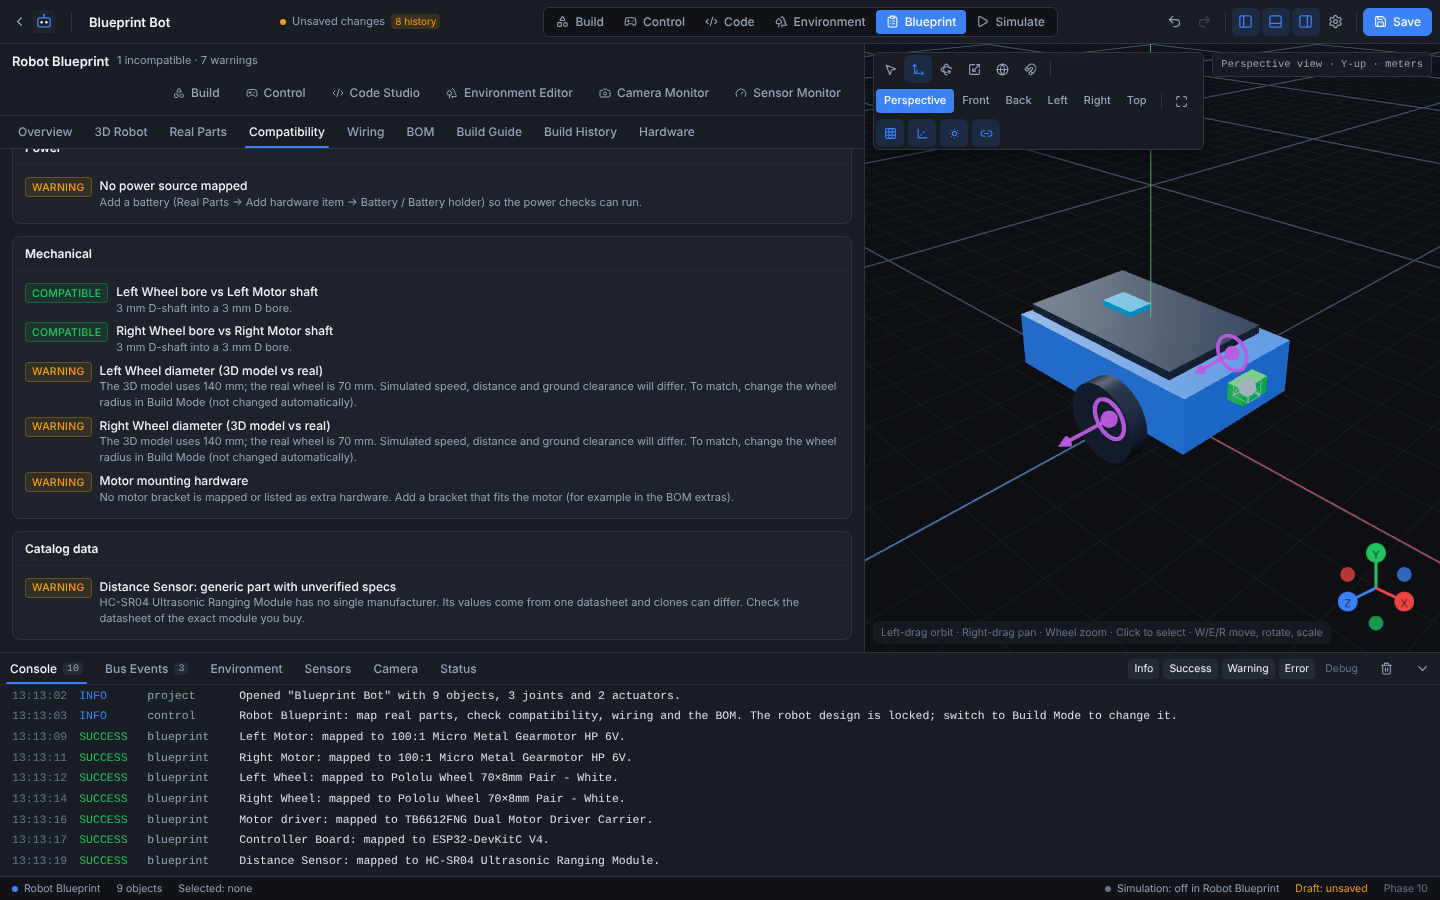 Blueprint Bot
Unsaved changes 8 history
Build Control Code Environment Blueprint Simulate
Save
Robot Blueprint 1 incompatible · 7 warnings
Build Control Code Studio Environment Editor Camera Monitor Sensor Monitor
Overview 3D Robot Real Parts Compatibility Wiring BOM Build Guide Build History Hardware
Power
WARNING No power source mapped
Add a battery (Real Parts → Add hardware item → Battery / Battery holder) so the power checks can run.
Mechanical
COMPATIBLE Left Wheel bore vs Left Motor shaft
3 mm D-shaft into a 3 mm D bore.
COMPATIBLE Right Wheel bore vs Right Motor shaft
3 mm D-shaft into a 3 mm D bore.
WARNING Left Wheel diameter (3D model vs real)
The 3D model uses 140 mm; the real wheel is 70 mm. Simulated speed, distance and ground clearance will differ. To match, change the wheel
radius in Build Mode (not changed automatically).
WARNING Right Wheel diameter (3D model vs real)
The 3D model uses 140 mm; the real wheel is 70 mm. Simulated speed, distance and ground clearance will differ. To match, change the wheel
radius in Build Mode (not changed automatically).
WARNING Motor mounting hardware
No motor bracket is mapped or listed as extra hardware. Add a bracket that fits the motor (for example in the BOM extras).
Catalog data
WARNING Distance Sensor: generic part with unverified specs
HC-SR04 Ultrasonic Ranging Module has no single manufacturer. Its values come from one datasheet and clones can differ. Check the
datasheet of the exact module you buy.
Perspective view · Y-up · meters
Perspective Front Back Left Right Top
Y
Z X
Left-drag orbit · Right-drag pan · Wheel zoom · Click to select · W/E/R move, rotate, scale
Console 10 Bus Events 3 Environment Sensors Camera Status
Info Success Warning Error Debug
13:13:02 INFO project Opened "Blueprint Bot" with 9 objects, 3 joints and 2 actuators.
13:13:03 INFO control Robot Blueprint: map real parts, check compatibility, wiring and the BOM. The robot design is locked; switch to Build Mode to change it.
13:13:09 SUCCESS blueprint Left Motor: mapped to 100:1 Micro Metal Gearmotor HP 6V.
13:13:11 SUCCESS blueprint Right Motor: mapped to 100:1 Micro Metal Gearmotor HP 6V.
13:13:12 SUCCESS blueprint Left Wheel: mapped to Pololu Wheel 70×8mm Pair - White.
13:13:14 SUCCESS blueprint Right Wheel: mapped to Pololu Wheel 70×8mm Pair - White.
13:13:16 SUCCESS blueprint Motor driver: mapped to TB6612FNG Dual Motor Driver Carrier.
13:13:17 SUCCESS blueprint Controller Board: mapped to ESP32-DevKitC V4.
13:13:19 SUCCESS blueprint Distance Sensor: mapped to HC-SR04 Ultrasonic Ranging Module.
Robot Blueprint 9 objects Selected: none
Simulation: off in Robot Blueprint Draft: unsaved Phase 10